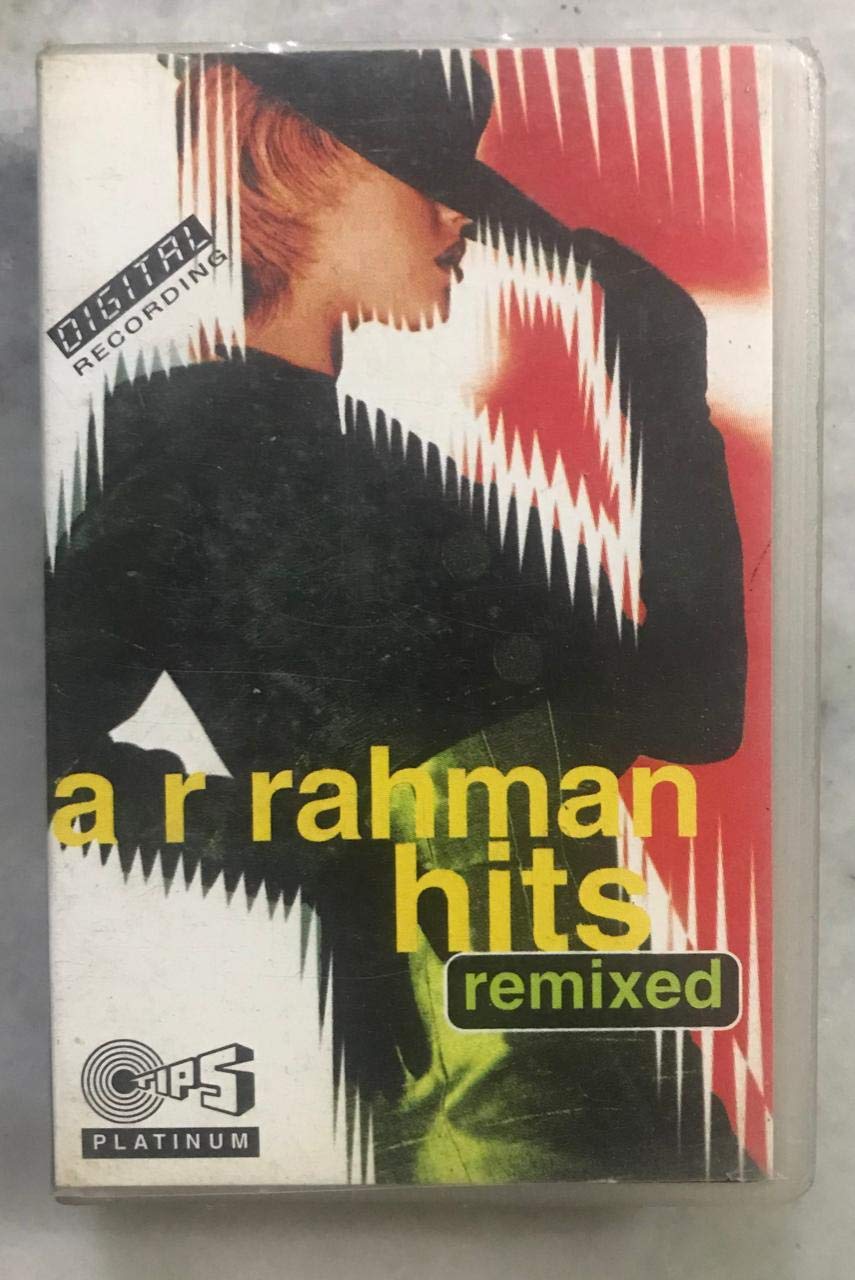 DIGITAL
RECORDING
a r rahman
hits
remixed
TIPS
PLATINUM